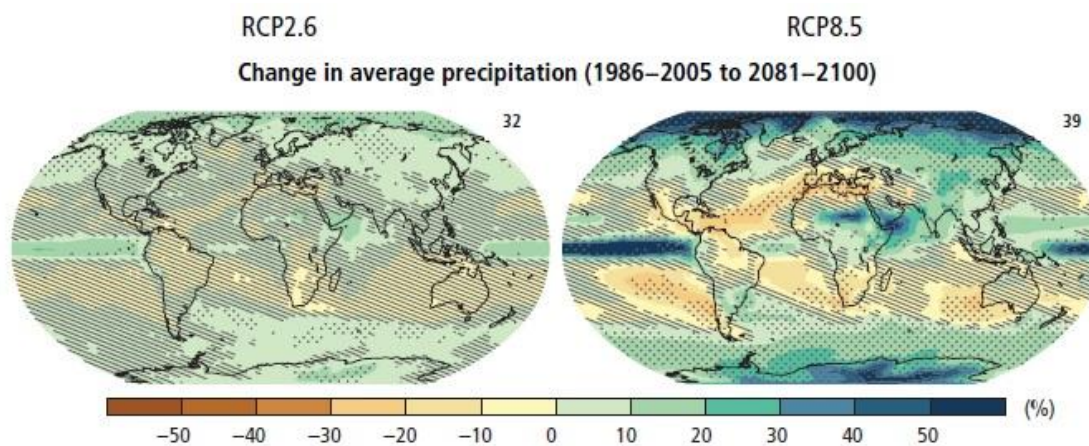 RCP2.6 RCP8.5
Change in average precipitation (1986–2005 to 2081–2100)
32 39
(%)
−50 −40 −30 −20 −10 0 10 20 30 40 50